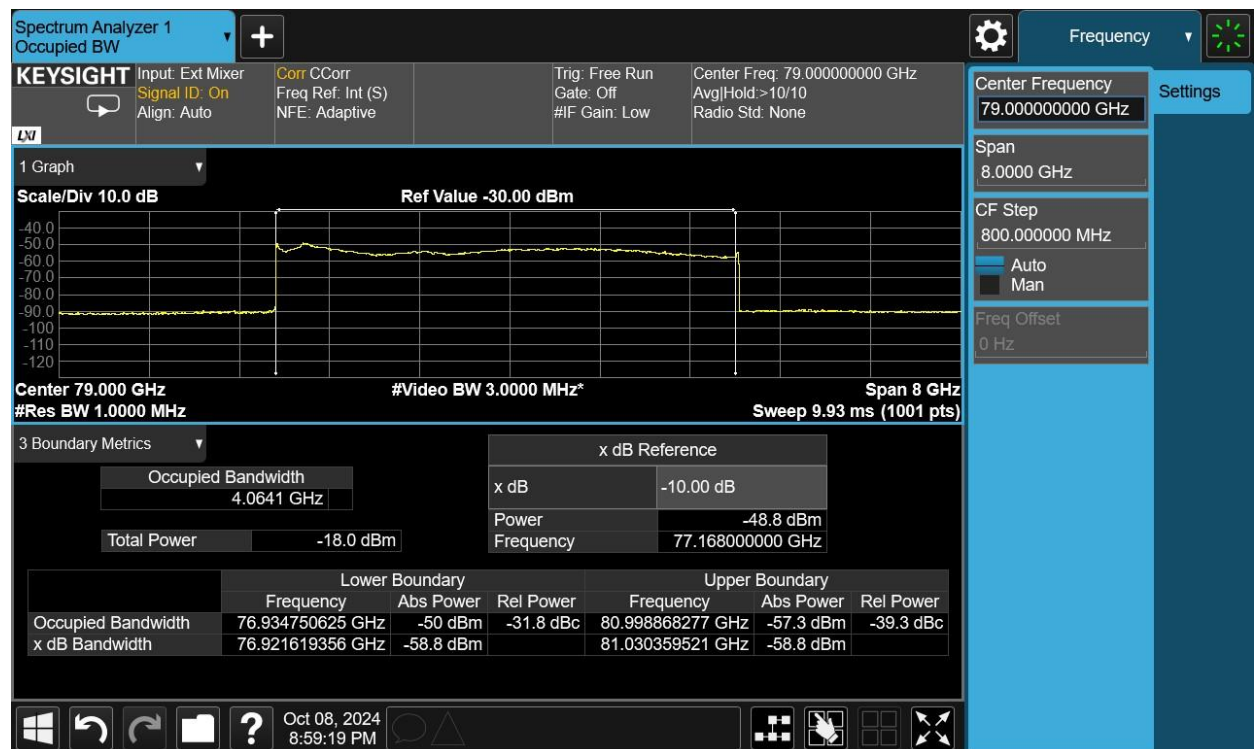 Spectrum Analyzer 1
Occupied BW
+
Frequency
KEYSIGHT
Input: Ext Mixer
Signal ID: On
Align: Auto
LXI
Corr CCorr
Freq Ref: Int (S)
NFE: Adaptive
Trig: Free Run
Gate: Off
#IF Gain: Low
Center Freq: 79.000000000 GHz
Avg|Hold:>10/10
Radio Std: None
Center Frequency
79.000000000 GHz
Settings
Span
8.0000 GHz
CF Step
800.000000 MHz
Auto
Man
Freq Offset
0 Hz
1 Graph
Scale/Div 10.0 dB
Ref Value -30.00 dBm
-40.0
-50.0
-60.0
-70.0
-80.0
-90.0
-100
-110
-120
Center 79.000 GHz
#Video BW 3.0000 MHz*
Span 8 GHz
#Res BW 1.0000 MHz
Sweep 9.93 ms (1001 pts)
3 Boundary Metrics
Occupied Bandwidth
4.0641 GHz
Total Power -18.0 dBm
x dB Reference
x dB -10.00 dB
Power -48.8 dBm
Frequency 77.168000000 GHz
Lower Boundary Upper Boundary
Frequency Abs Power Rel Power Frequency Abs Power Rel Power
Occupied Bandwidth 76.934750625 GHz -50 dBm -31.8 dBc 80.998868277 GHz -57.3 dBm -39.3 dBc
x dB Bandwidth 76.921619356 GHz -58.8 dBm 81.030359521 GHz -58.8 dBm
?
Oct 08, 2024
8:59:19 PM